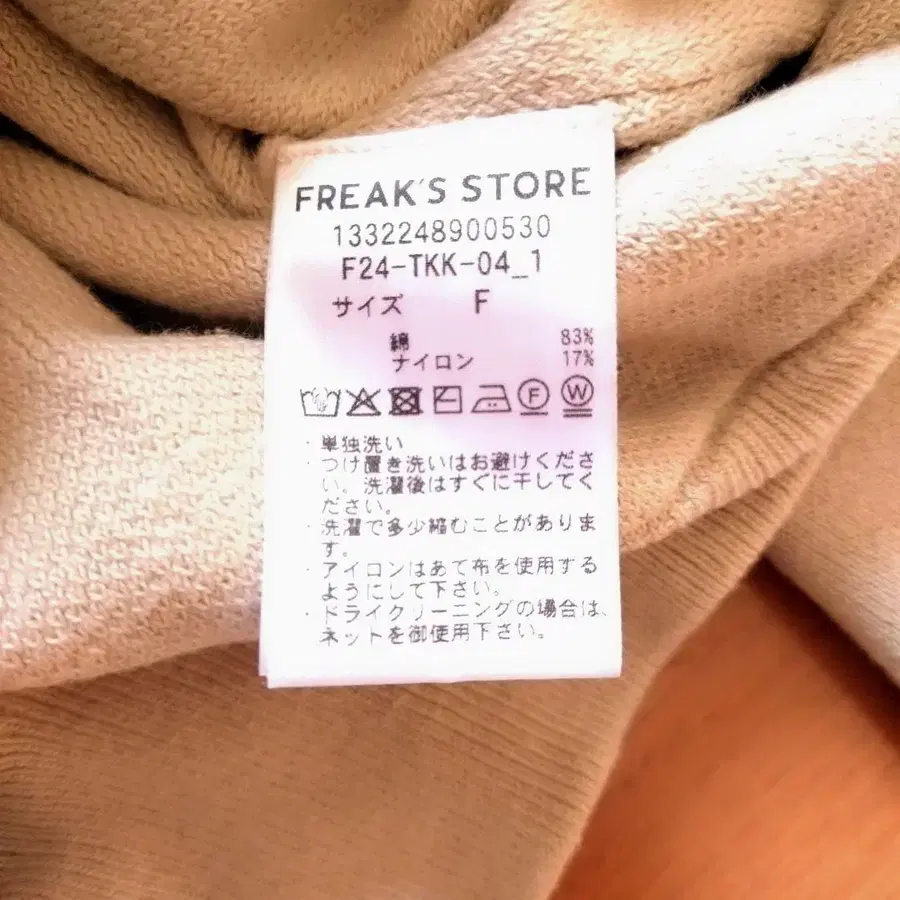 FREAK'S STORE
1332248900530
F24-TKK-04_1
サイズ F
綿 83%
ナイロン 17%
F W
・単独洗い
・つけ置き洗いはお避けくださ
い。洗濯後はすぐに干してく
ださい。
・洗濯で多少縮むことがありま
す。
・アイロンはあて布を使用する
ようにして下さい。
・ドライクリーニングの場合は、
ネットを御使用下さい。